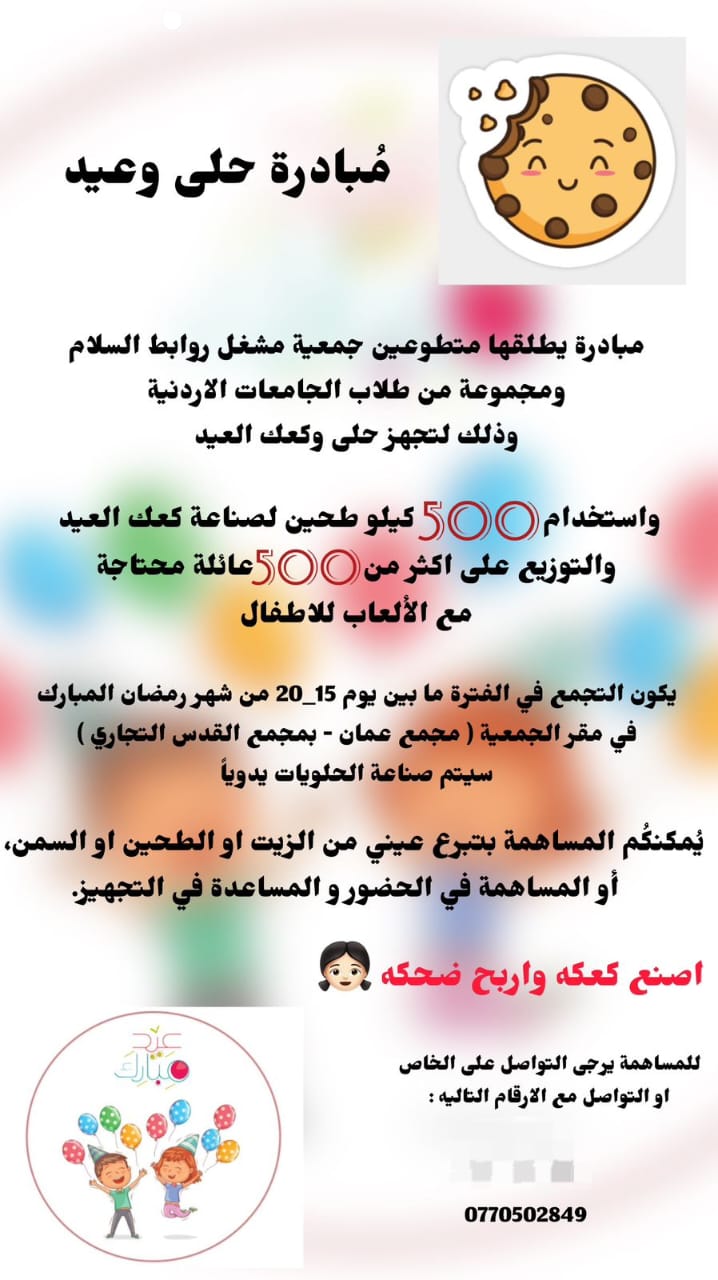 مُبادرة حلى وعيد
مبادرة يطلقها متطوعين جمعية مشغل روابط السلام
ومجموعة من طلاب الجامعات الاردنية
وذلك لتجهز حلى وكعك العيد
واستخدام 500 كيلو طحين لصناعة كعك العيد
والتوزيع على اكثر من 500 عائلة محتاجة
مع الألعاب للاطفال
يكون التجمع في الفترة ما بين يوم 15_20 من شهر رمضان المبارك
في مقر الجمعية ( مجمع عمان - بمجمع القدس التجاري )
سيتم صناعة الحلويات يدوياً
يُمكنكُم المساهمة بتبرع عيني من الزيت او الطحين او السمن،
أو المساهمة في الحضور و المساعدة في التجهيز.
اصنع كعكه واربح ضحكه
عيد
مبارك
للمساهمة يرجى التواصل على الخاص
او التواصل مع الارقام التاليه :
0770502849